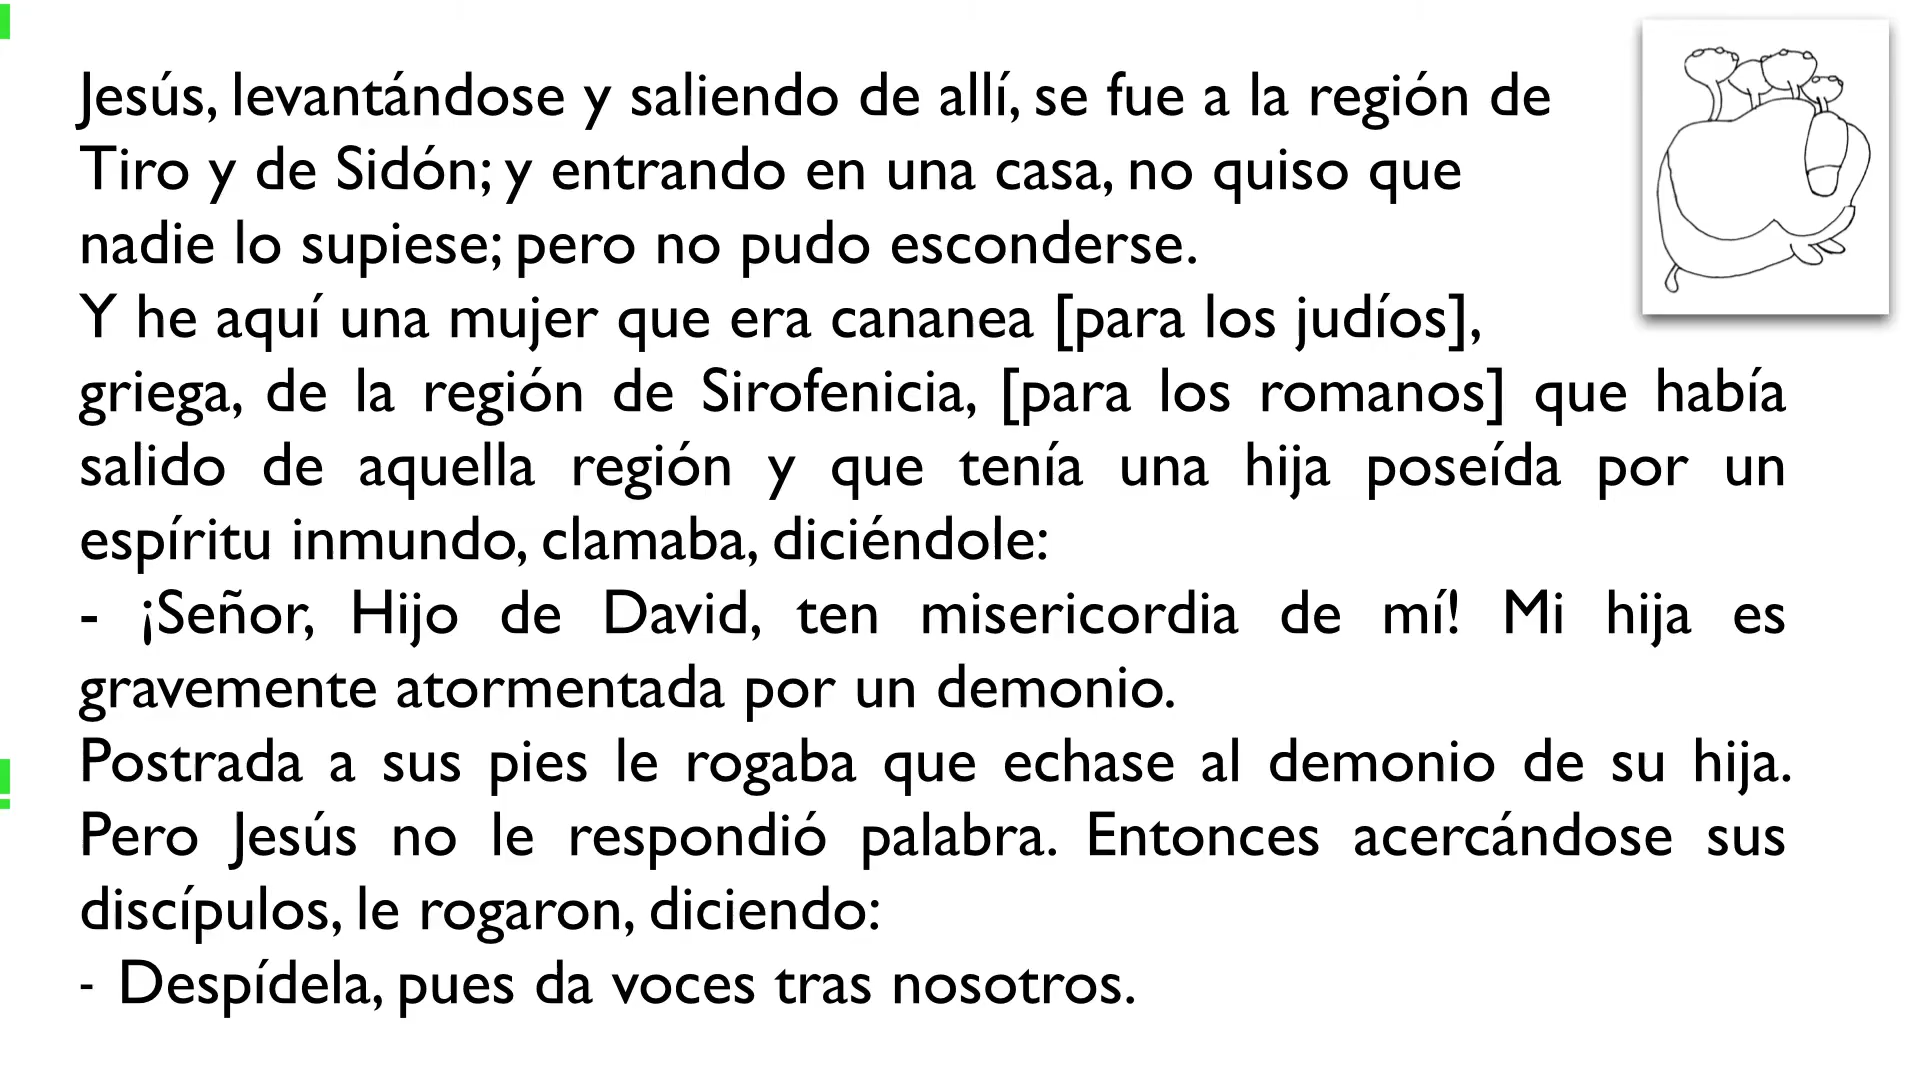 Jesús, levantándose y saliendo de allí, se fue a la región de
Tiro y de Sidón; y entrando en una casa, no quiso que
nadie lo supiese; pero no pudo esconderse.
Y he aquí una mujer que era cananea [para los judíos],
griega, de la región de Sirofenicia, [para los romanos] que había
salido de aquella región y que tenía una hija poseída por un
espíritu inmundo, clamaba, diciéndole:
- ¡Señor, Hijo de David, ten misericordia de mí! Mi hija es
gravemente atormentada por un demonio.
Postrada a sus pies le rogaba que echase al demonio de su hija.
Pero Jesús no le respondió palabra. Entonces acercándose sus
discípulos, le rogaron, diciendo:
- Despídela, pues da voces tras nosotros.